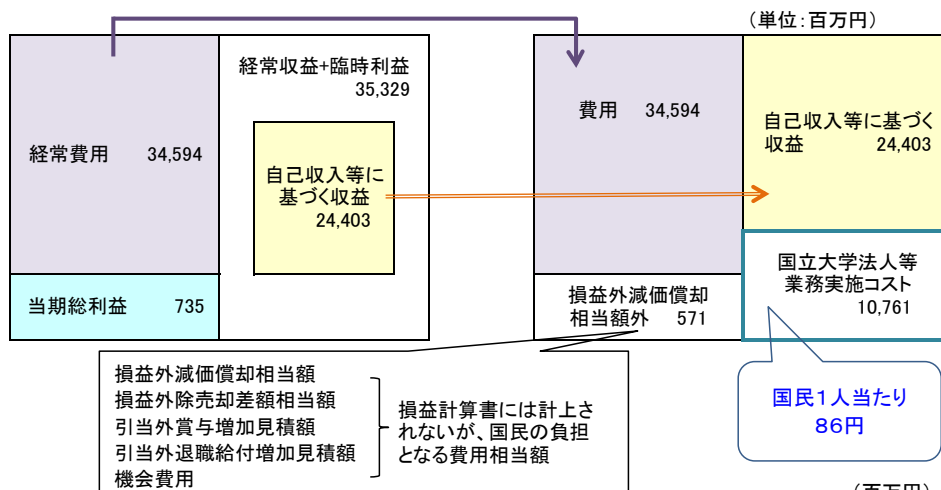 （単位：百万円）
経常費用 34,594
当期総利益 735
経常収益+臨時利益
35,329
自己収入等に
基づく収益
24,403
費用 34,594
損益外減価償却
相当額外 571
自己収入等に基づく
収益 24,403
国立大学法人等
業務実施コスト
10,761
国民１人当たり
８６円
損益外減価償却相当額
損益外除売却差額相当額
引当外賞与増加見積額
引当外退職給付増加見積額
機会費用
損益計算書には計上さ
れないが、国民の負担
となる費用相当額
（百万円）